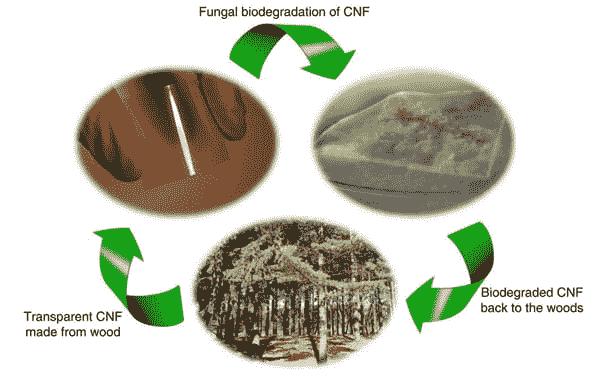 Fungal biodegradation of CNF
Transparent CNF
made from wood
Biodegraded CNF
back to the woods